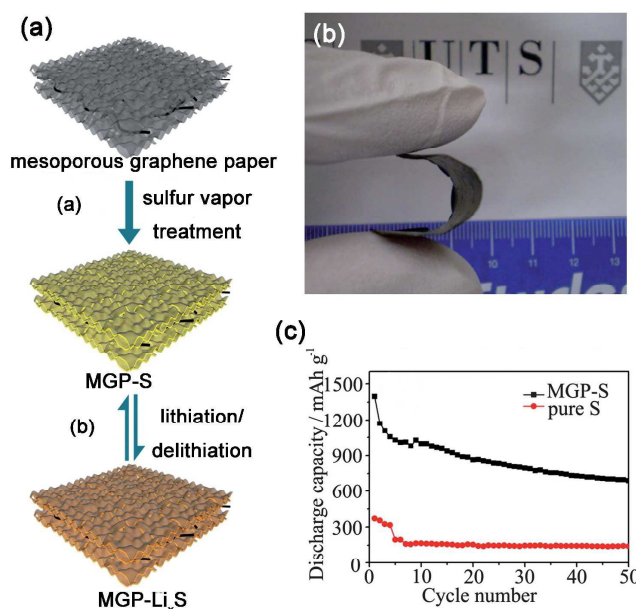 (a)
mesoporous graphene paper
(a)
sulfur vapor
treatment
MGP-S
(b)
lithiation/
delithiation
MGP-LiₓS
(b)
U T S
10 11 12 13
(c)
Discharge capacity / mAh g⁻¹
1500
1200
900
600
300
0
MGP-S
pure S
0 10 20 30 40 50
Cycle number